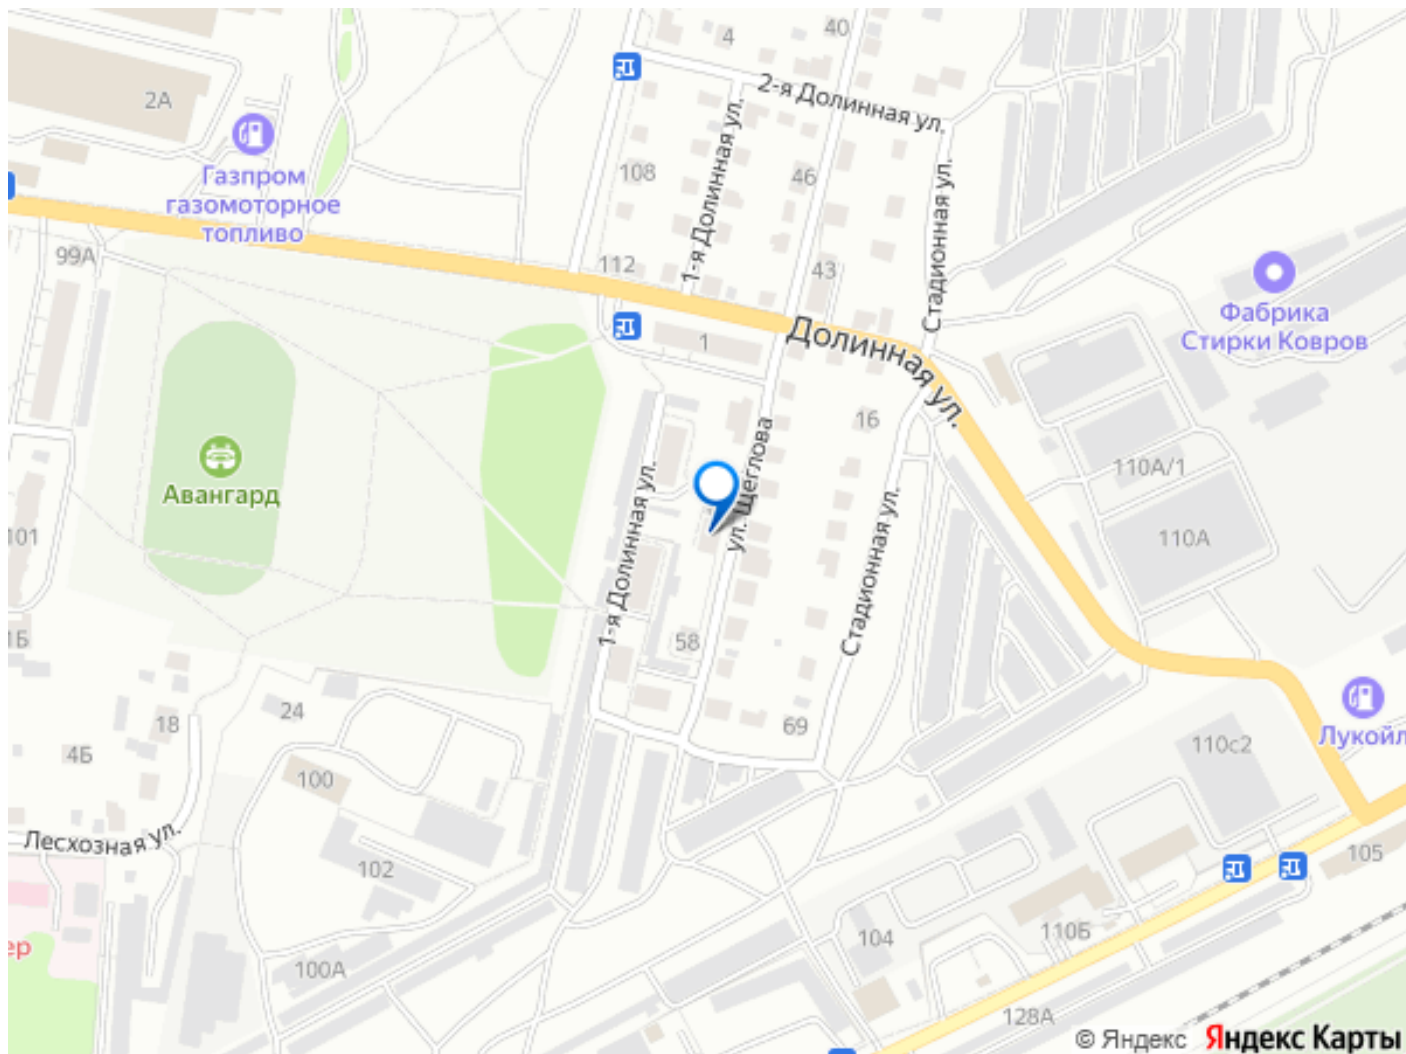 4
40
2-я Долинная ул.
2А
Газпром
газомоторное
топливо
108
1-я Долинная ул.
46
Стадионная ул.
99А
112
43
Фабрика
Стирки Ковров
1
Долинная ул.
16
ул. Щеглова
Авангард
110А/1
101
110А
1-я Долинная ул.
Стадионная ул.
1Б
58
24
18
69
4Б
Лукойл
110с2
100
Лесхозная ул.
102
105
ер
104
110Б
100А
128А
© Яндекс Яндекс Карты